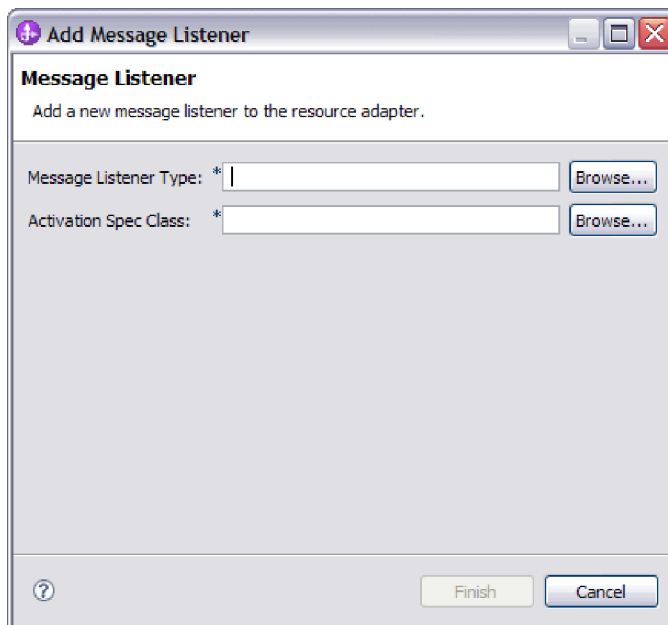 Add Message Listener
Message Listener
Add a new message listener to the resource adapter.
Message Listener Type: * Browse...
Activation Spec Class: * Browse...
? Finish Cancel